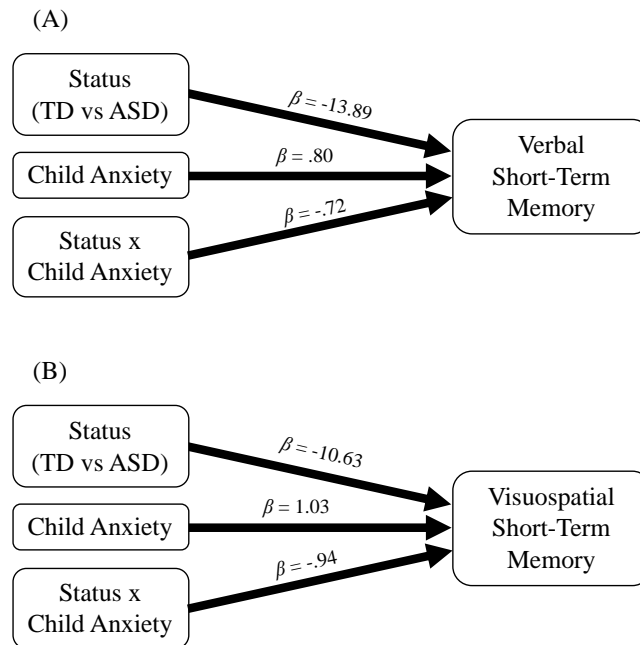 (A)
Status
(TD vs ASD)
β = -13.89
Child Anxiety
β = .80
Status x
Child Anxiety
β = -.72
Verbal
Short-Term
Memory
(B)
Status
(TD vs ASD)
β = -10.63
Child Anxiety
β = 1.03
Status x
Child Anxiety
β = -.94
Visuospatial
Short-Term
Memory